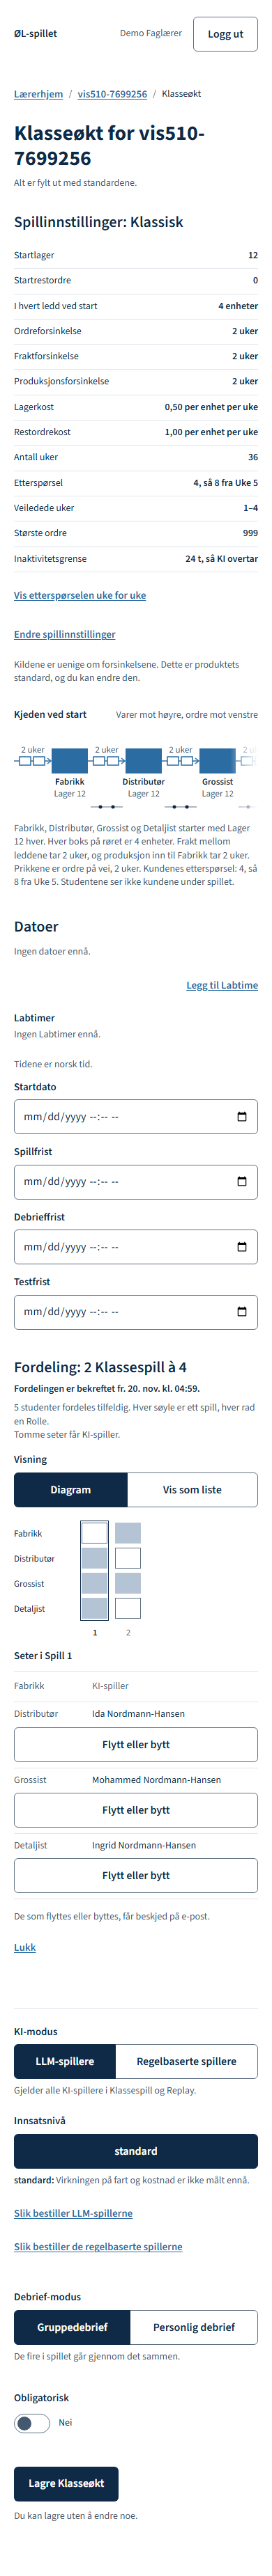 ØL-spillet
Demo Faglærer
Logg ut
Lærerhjem / vis510-7699256 / Klasseøkt
Klasseøkt for vis510-
7699256
Alt er fylt ut med standardene.
Spillinnstillinger: Klassisk
Startlager 12
Startrestordre 0
I hvert ledd ved start 4 enheter
Ordreforsinkelse 2 uker
Fraktforsinkelse 2 uker
Produksjonsforsinkelse 2 uker
Lagerkost 0,50 per enhet per uke
Restordrekost 1,00 per enhet per uke
Antall uker 36
Etterspørsel 4, så 8 fra Uke 5
Veiledede uker 1–4
Største ordre 999
Inaktivitetsgrense 24 t, så KI overtar
Vis etterspørselen uke for uke
Endre spillinnstillinger
Kildene er uenige om forsinkelsene. Dette er produktets
standard, og du kan endre den.
Kjeden ved start Varer mot høyre, ordre mot venstre
2 uker 2 uker 2 uker
Fabrikk Distributør Grossist
Lager 12 Lager 12 Lager 12
Fabrikk, Distributør, Grossist og Detaljist starter med Lager
12 hver. Hver boks på røret er 4 enheter. Frakt mellom
leddene tar 2 uker, og produksjon inn til Fabrikk tar 2 uker.
Prikkene er ordre på vei, 2 uker. Kundenes etterspørsel: 4, så
8 fra Uke 5. Studentene ser ikke kundene under spillet.
Datoer
Ingen datoer ennå.
Legg til Labtime
Labtimer
Ingen Labtimer ennå.
Tidene er norsk tid.
Startdato
mm/dd/yyyy --:-- --
Spillfrist
mm/dd/yyyy --:-- --
Debrieffrist
mm/dd/yyyy --:-- --
Testfrist
mm/dd/yyyy --:-- --
Fordeling: 2 Klassespill à 4
Fordelingen er bekreftet fr. 20. nov. kl. 04:59.
5 studenter fordeles tilfeldig. Hver søyle er ett spill, hver rad
en Rolle.
Tomme seter får KI-spiller.
Visning
Diagram Vis som liste
Fabrikk
Distributør
Grossist
Detaljist
1 2
Seter i Spill 1
Fabrikk KI-spiller
Distributør Ida Nordmann-Hansen
Flytt eller bytt
Grossist Mohammed Nordmann-Hansen
Flytt eller bytt
Detaljist Ingrid Nordmann-Hansen
Flytt eller bytt
De som flyttes eller byttes, får beskjed på e-post.
Lukk
KI-modus
LLM-spillere Regelbaserte spillere
Gjelder alle KI-spillere i Klassespill og Replay.
Innsatsnivå
standard
standard: Virkningen på fart og kostnad er ikke målt ennå.
Slik bestiller LLM-spillerne
Slik bestiller de regelbaserte spillerne
Debrief-modus
Gruppedebrief Personlig debrief
De fire i spillet går gjennom det sammen.
Obligatorisk
Nei
Lagre Klasseøkt
Du kan lagre uten å endre noe.